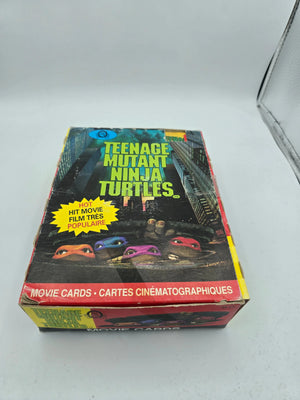 TEENAGE
MUTANT
NINJA
TURTLES
HOT
HIT MOVIE
FILM TRÈS
POPULAIRE
MOVIE CARDS • CARTES CINÉMATOGRAPHIQUES
MOVIE CARDS